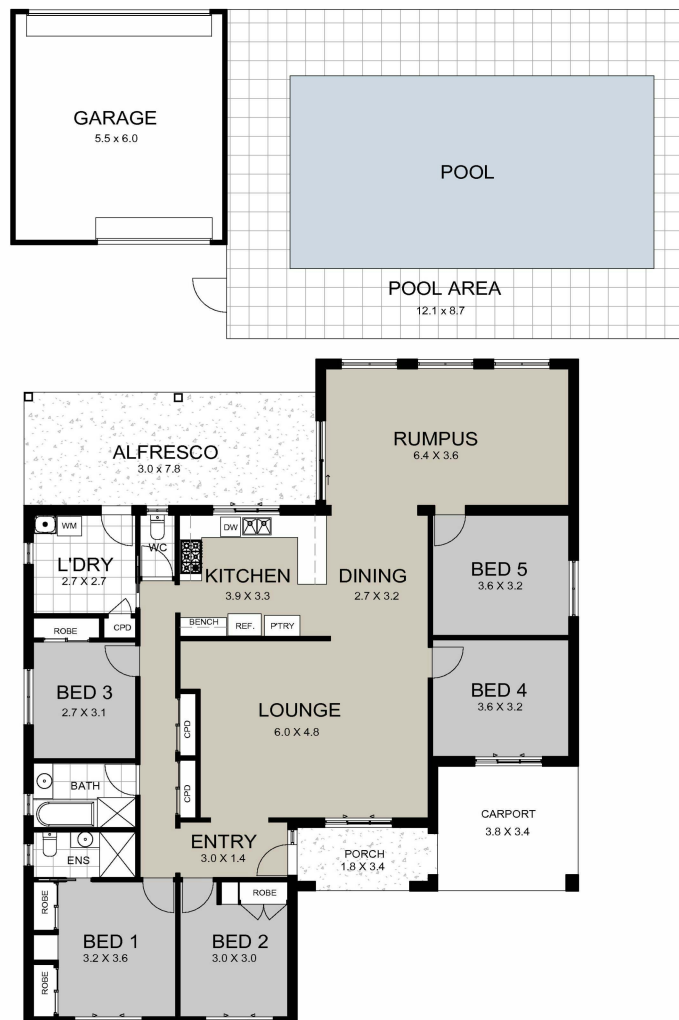 GARAGE
5.5 x 6.0
POOL
POOL AREA
12.1 x 8.7
RUMPUS
6.4 X 3.6
ALFRESCO
3.0 x 7.8
WM
WC
DW
L'DRY
2.7 X 2.7
KITCHEN
3.9 X 3.3
DINING
2.7 X 3.2
BED 5
3.6 X 3.2
ROBE
CPD
BENCH
REF.
P'TRY
BED 3
2.7 X 3.1
BED 4
3.6 X 3.2
LOUNGE
6.0 X 4.8
CPD
CPD
BATH
CARPORT
3.8 X 3.4
ENTRY
3.0 X 1.4
PORCH
1.8 X 3.4
ENS
ROBE
ROBE
BED 1
3.2 X 3.6
BED 2
3.0 X 3.0
ROBE